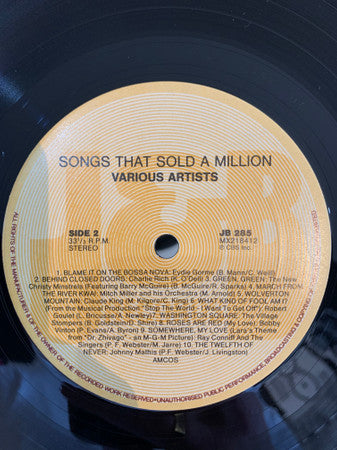 J&B
SONGS THAT SOLD A MILLION
VARIOUS ARTISTS
SIDE 2
33⅓ R.P.M.
STEREO
JB 285
MX218412
℗ CBS Inc.
1. BLAME IT ON THE BOSSA NOVA: Eydie Gorme (B. Mann/C. Weill)
2. BEHIND CLOSED DOORS: Charlie Rich (K. O'Dell) 3. GREEN, GREEN: The New
Christy Minstrels (Featuring Barry McGuire) (B. McGuire/R. Sparks) 4. MARCH FROM
THE RIVER KWAI: Mitch Miller and his Orchestra (M. Arnold) 5. WOLVERTON
MOUNTAIN: Claude King (M. Kilgore/C. King) 6. WHAT KIND OF FOOL AM I?
(From the Musical Production "Stop The World - I Want To Get Off"): Robert
Goulet (L. Bricusse/A. Newley) 7. WASHINGTON SQUARE: The Village
Stompers (B. Goldstein/D. Shire) 8. ROSES ARE RED (My Love): Bobby
Vinton (P. Evans/A. Byron) 9. SOMEWHERE, MY LOVE (Lara's Theme
from "Dr. Zhivago" - an M-G-M Picture): Ray Conniff And The
Singers (P. F. Webster/M. Jarre) 10. THE TWELFTH OF
NEVER: Johnny Mathis (P.F. Webster/J. Livingston)
AMCOS
ALL RIGHTS OF THE MANUFACTURER & OF THE OWNER OF THE RECORDED WORK RESERVED•UNAUTHORISED PUBLIC PERFORMANCE, BROADCASTING & COPYING